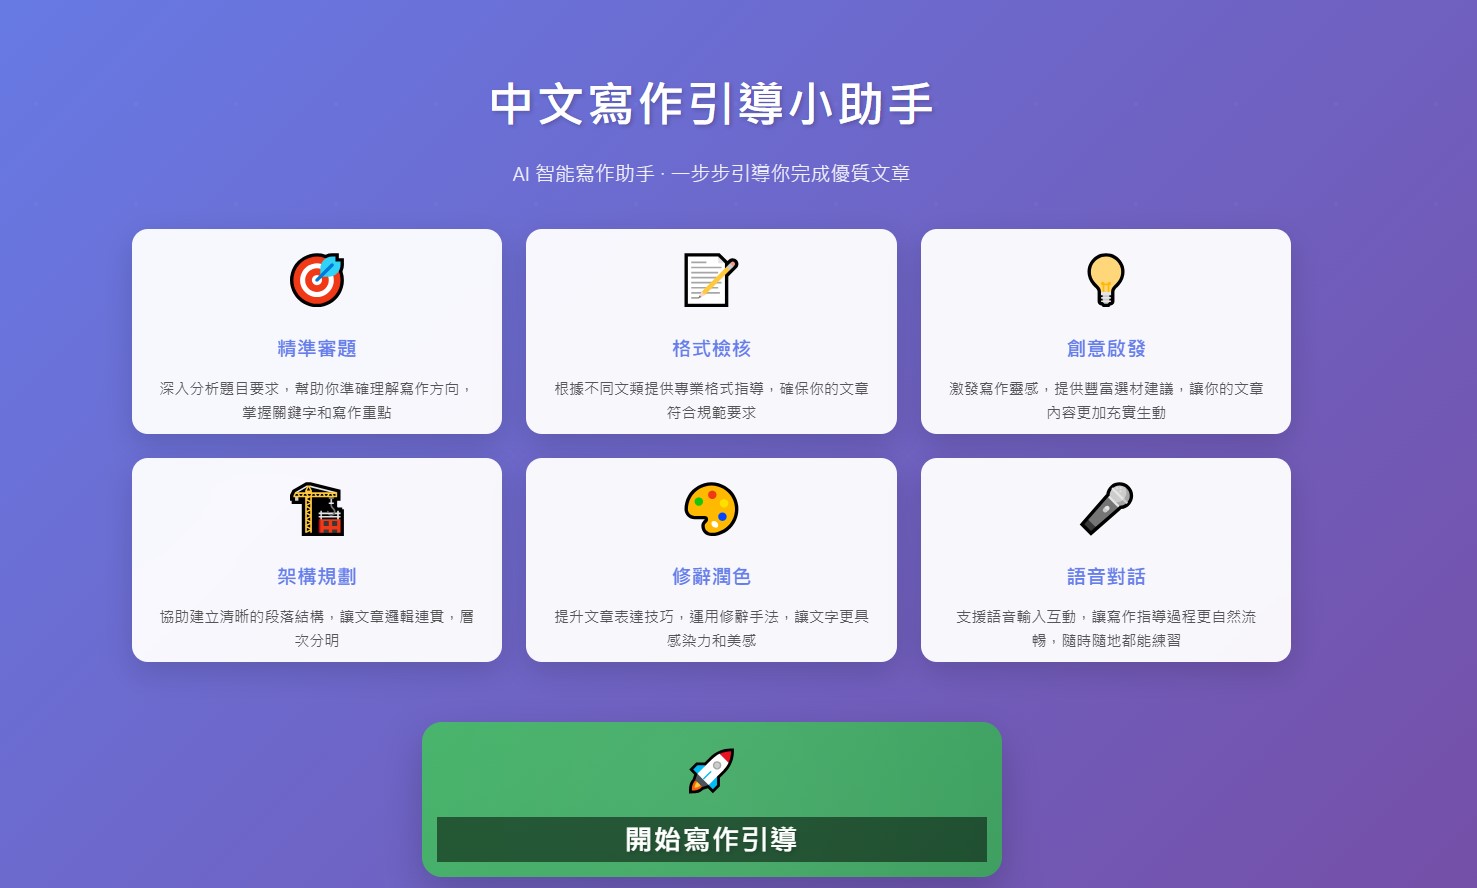 中文寫作引導小助手
AI 智能寫作助手 · 一步步引導你完成優質文章
精準審題
深入分析題目要求，幫助你準確理解寫作方向，
掌握關鍵字和寫作重點
格式檢核
根據不同文類提供專業格式指導，確保你的文章
符合規範要求
創意啟發
激發寫作靈感，提供豐富選材建議，讓你的文章
內容更加充實生動
架構規劃
協助建立清晰的段落結構，讓文章邏輯連貫，層
次分明
修辭潤色
提升文章表達技巧，運用修辭手法，讓文字更具
感染力和美感
語音對話
支援語音輸入互動，讓寫作指導過程更自然流
暢，隨時隨地都能練習
開始寫作引導